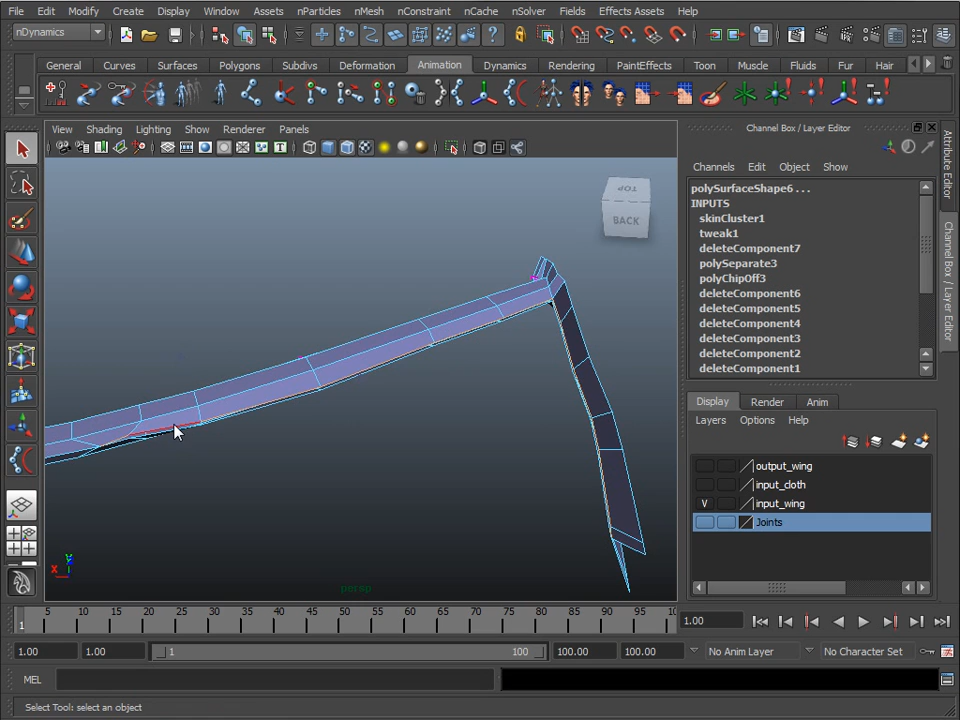 File Edit Modify Create Display Window Assets nParticles nMesh nConstraint nCache nSolver Fields Effects Assets Help
nDynamics
General Curves Surfaces Polygons Subdivs Deformation Animation Dynamics Rendering PaintEffects Toon Muscle Fluids Fur Hair
View Shading Lighting Show Renderer Panels
Channel Box / Layer Editor
Channels Edit Object Show
polySurfaceShape6 . . .
INPUTS
skinCluster1
tweak1
deleteComponent7
polySeparate3
polyChipOff3
deleteComponent6
deleteComponent5
deleteComponent4
deleteComponent3
deleteComponent2
deleteComponent1
Attribute Editor
Channel Box / Layer Editor
TOP
BACK
Display Render Anim
Layers Options Help
output_wing
input_cloth
V input_wing
Joints
Y
X
persp
5 10 15 20 25 30 35 40 45 50 55 60 65 70 75 80 85 90 95 10
1
1.00
1.00 1.00 1 100 100.00 100.00 No Anim Layer No Character Set
MEL
Select Tool: select an object